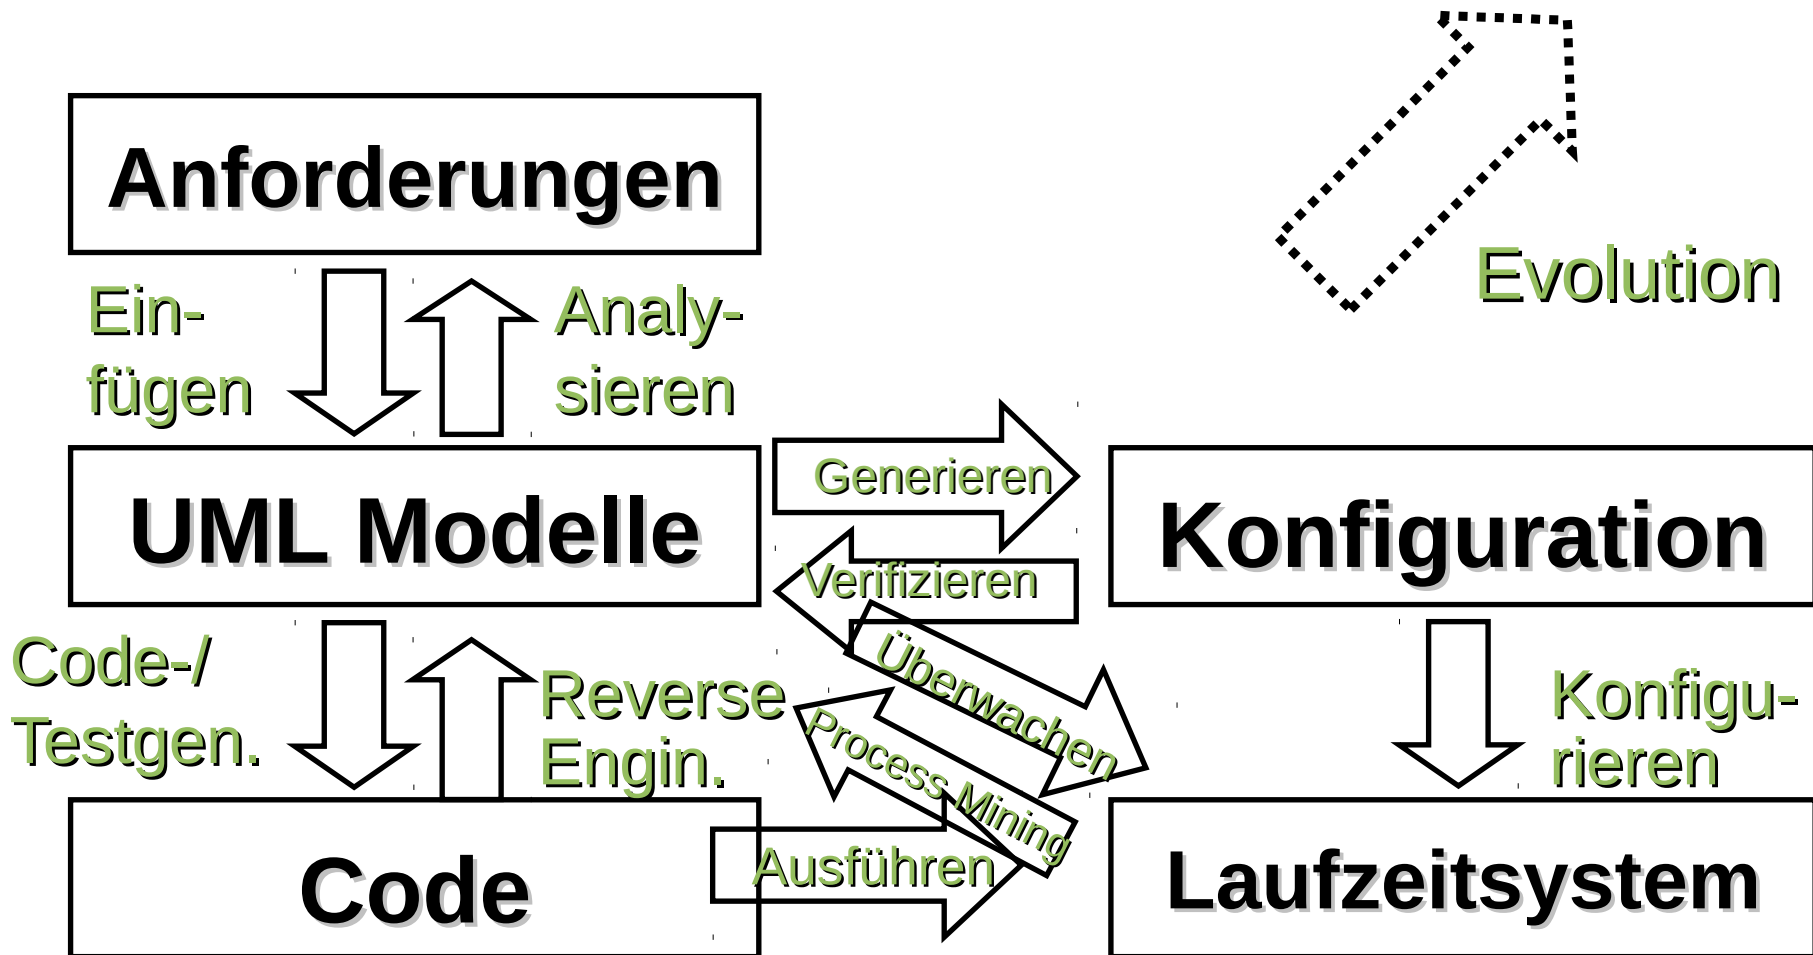 Anforderungen
Evolution
Ein-
fügen
Analy-
sieren
UML Modelle
Generieren
Verifizieren
Konfiguration
Code-/
Testgen.
Reverse
Engin.
Überwachen
Process Mining
Konfigu-
rieren
Code
Ausführen
Laufzeitsystem